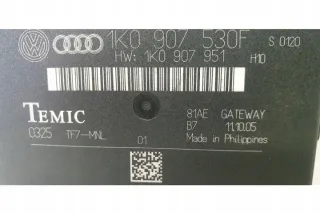 1K0 907 530F S 0120
HW: 1K0 907 951 H10
TEMIC 81AE GATEWAY
0325 TF7-MNL B7 11.10.05
01 Made in Philippines